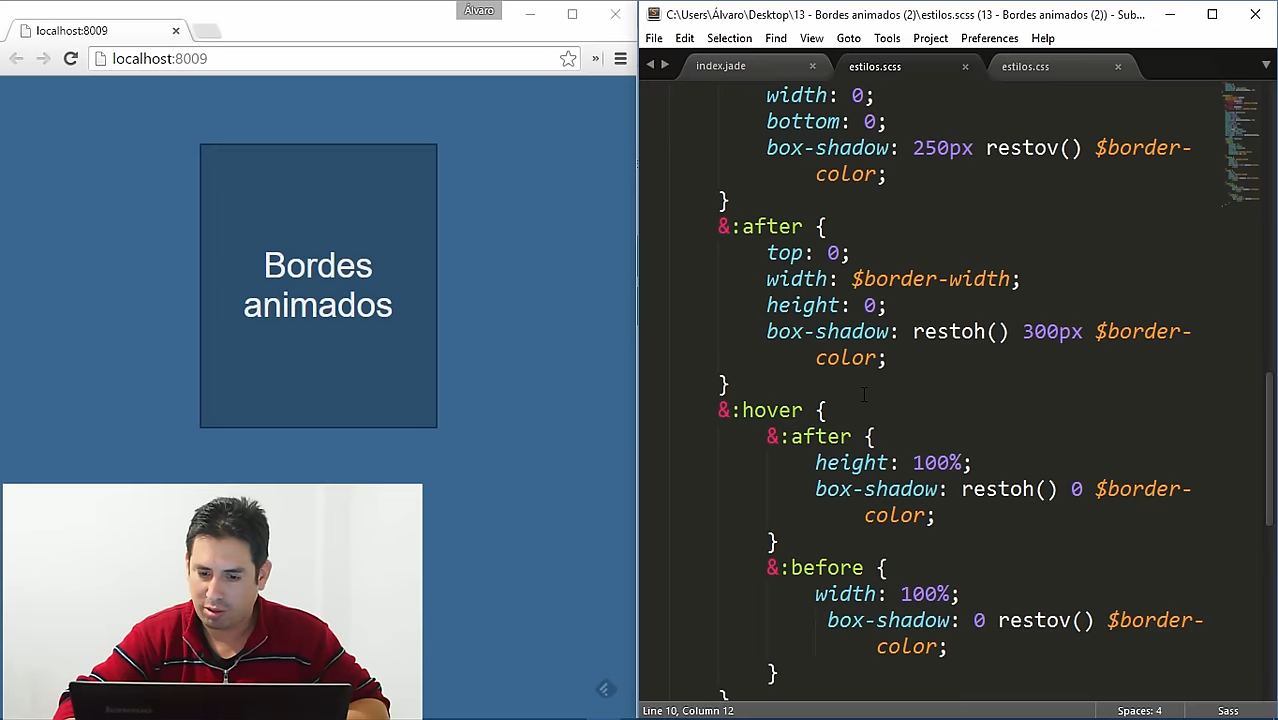 Álvaro
localhost:8009
localhost:8009
»
Bordes
animados
C:\Users\Álvaro\Desktop\13 - Bordes animados (2)\estilos.scss (13 - Bordes animados (2)) - Sub...
File Edit Selection Find View Goto Tools Project Preferences Help
index.jade estilos.scss estilos.css
width: 0;
bottom: 0;
box-shadow: 250px restov() $border-
color;
}
&:after {
top: 0;
width: $border-width;
height: 0;
box-shadow: restoh() 300px $border-
color;
}
&:hover {
&:after {
height: 100%;
box-shadow: restoh() 0 $border-
color;
}
&:before {
width: 100%;
box-shadow: 0 restov() $border-
color;
}
}
Line 10, Column 12 Spaces: 4 Sass